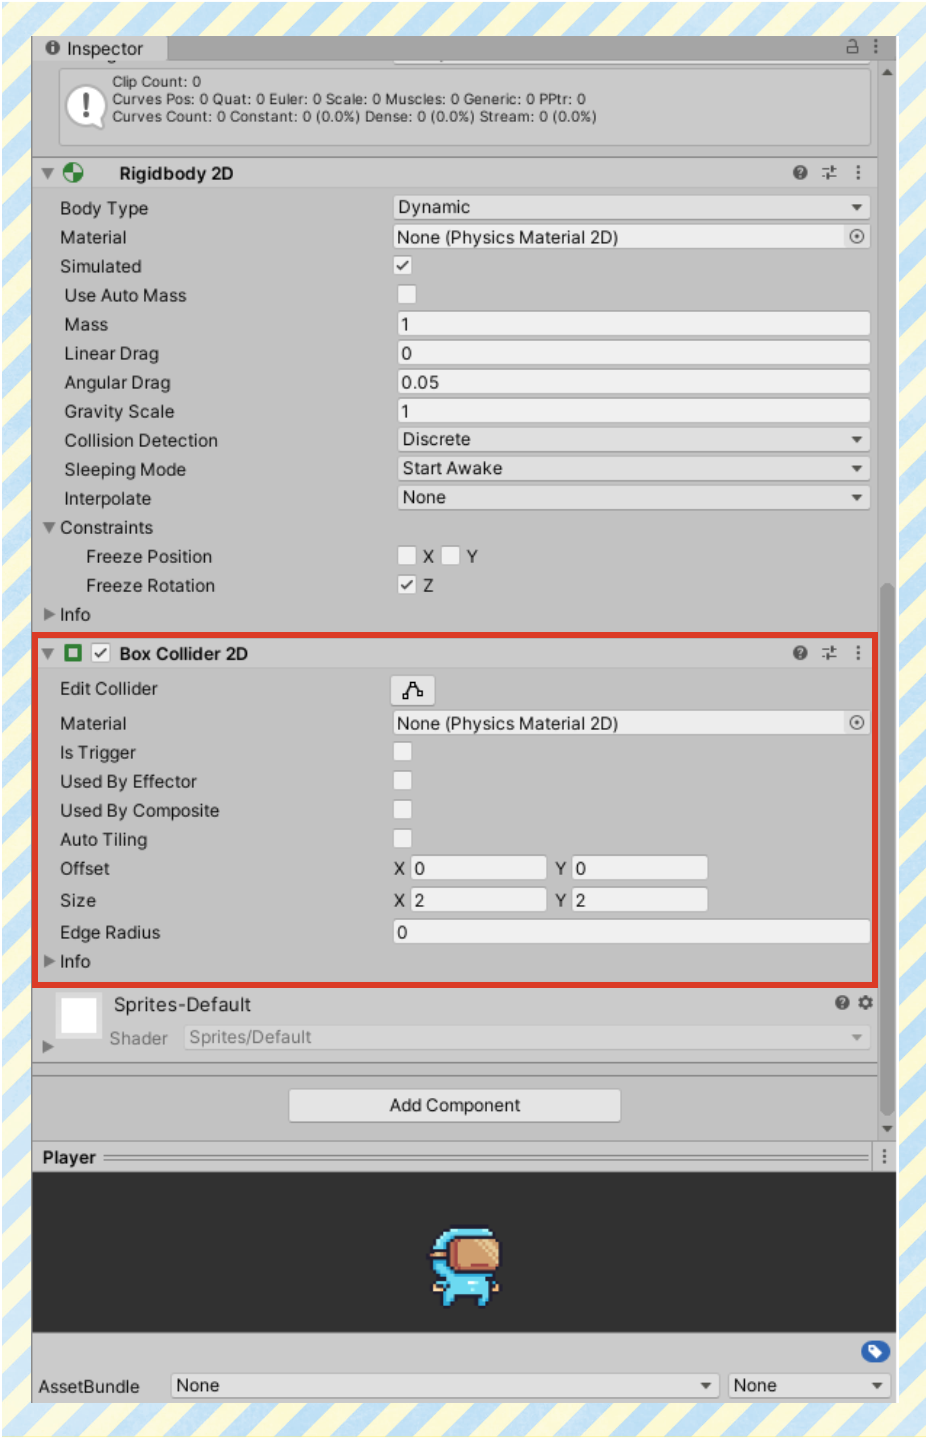 Inspector
Clip Count: 0
Curves Pos: 0 Quat: 0 Euler: 0 Scale: 0 Muscles: 0 Generic: 0 PPtr: 0
Curves Count: 0 Constant: 0 (0.0%) Dense: 0 (0.0%) Stream: 0 (0.0%)
Rigidbody 2D
Body Type Dynamic
Material None (Physics Material 2D)
Simulated
Use Auto Mass
Mass 1
Linear Drag 0
Angular Drag 0.05
Gravity Scale 1
Collision Detection Discrete
Sleeping Mode Start Awake
Interpolate None
Constraints
Freeze Position X Y
Freeze Rotation Z
Info
Box Collider 2D
Edit Collider
Material None (Physics Material 2D)
Is Trigger
Used By Effector
Used By Composite
Auto Tiling
Offset X 0 Y 0
Size X 2 Y 2
Edge Radius 0
Info
Sprites-Default
Shader Sprites/Default
Add Component
Player
AssetBundle None None